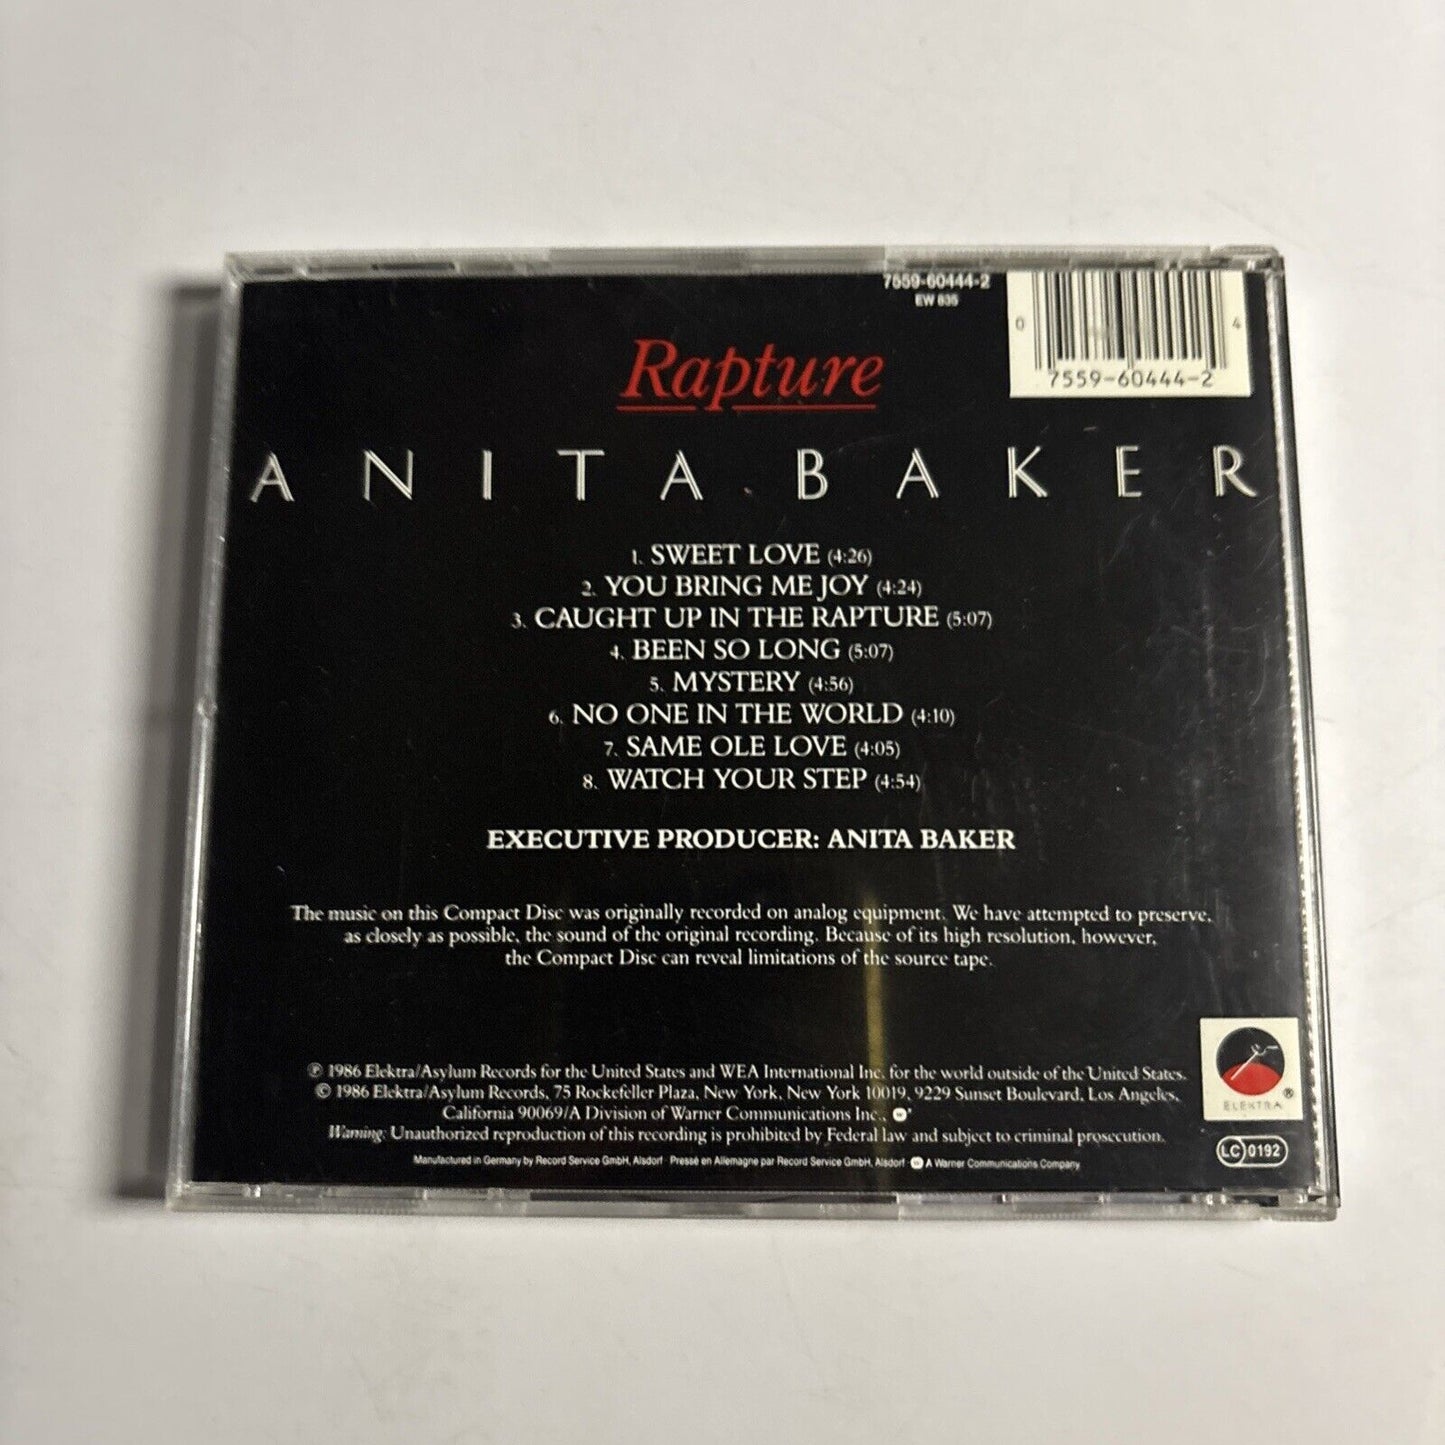 7559-60444-2
EW 835
0 4
7559-60444-2
Rapture
ANITA BAKER
1. SWEET LOVE (4:26)
2. YOU BRING ME JOY (4:24)
3. CAUGHT UP IN THE RAPTURE (5:07)
4. BEEN SO LONG (5:07)
5. MYSTERY (4:56)
6. NO ONE IN THE WORLD (4:10)
7. SAME OLE LOVE (4:05)
8. WATCH YOUR STEP (4:54)
EXECUTIVE PRODUCER: ANITA BAKER
The music on this Compact Disc was originally recorded on analog equipment. We have attempted to preserve,
as closely as possible, the sound of the original recording. Because of its high resolution, however,
the Compact Disc can reveal limitations of the source tape.
℗ 1986 Elektra/Asylum Records for the United States and WEA International Inc. for the world outside of the United States.
© 1986 Elektra/Asylum Records, 75 Rockefeller Plaza, New York, New York 10019, 9229 Sunset Boulevard, Los Angeles,
California 90069/A Division of Warner Communications Inc.,
Warning: Unauthorized reproduction of this recording is prohibited by Federal law and subject to criminal prosecution.
Manufactured in Germany by Record Service GmbH, Alsdorf · Pressé en Allemagne par Record Service GmbH, Alsdorf · A Warner Communications Company
ELEKTRA ®
LC 0192